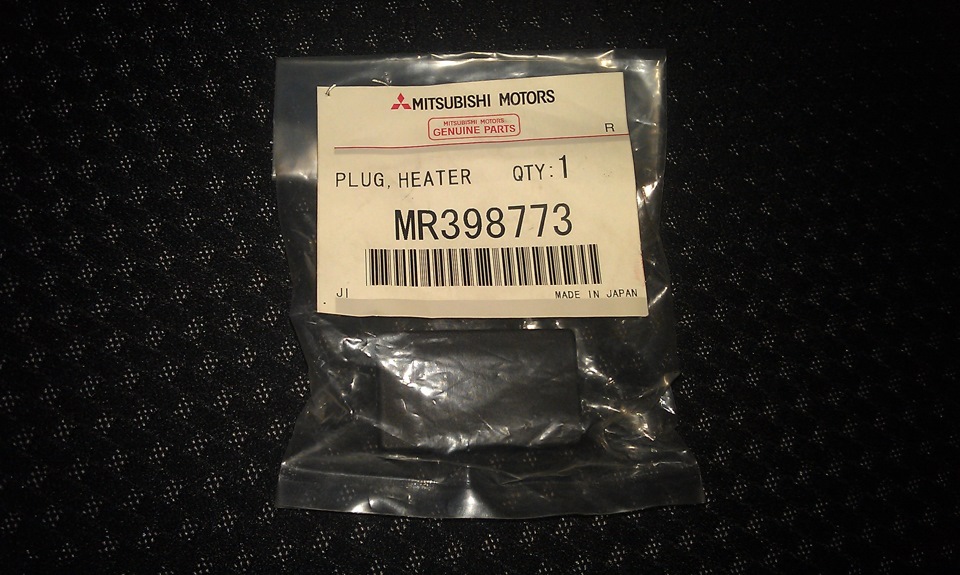 MITSUBISHI MOTORS
MITSUBISHI MOTORS
GENUINE PARTS
R
PLUG, HEATER QTY:1
MR398773
JI MADE IN JAPAN